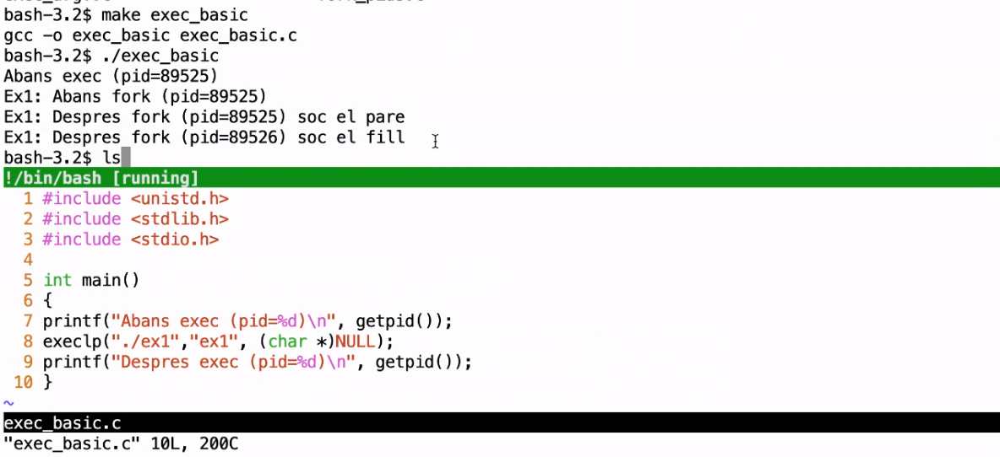 bash-3.2$ make exec_basic
gcc -o exec_basic exec_basic.c
bash-3.2$ ./exec_basic
Abans exec (pid=89525)
Ex1: Abans fork (pid=89525)
Ex1: Despres fork (pid=89525) soc el pare
Ex1: Despres fork (pid=89526) soc el fill
bash-3.2$ ls
!/bin/bash [running]
1 #include <unistd.h>
2 #include <stdlib.h>
3 #include <stdio.h>
4
5 int main()
6 {
7 printf("Abans exec (pid=%d)\n", getpid());
8 execlp("./ex1","ex1", (char *)NULL);
9 printf("Despres exec (pid=%d)\n", getpid());
10 }
~
exec_basic.c
"exec_basic.c" 10L, 200C